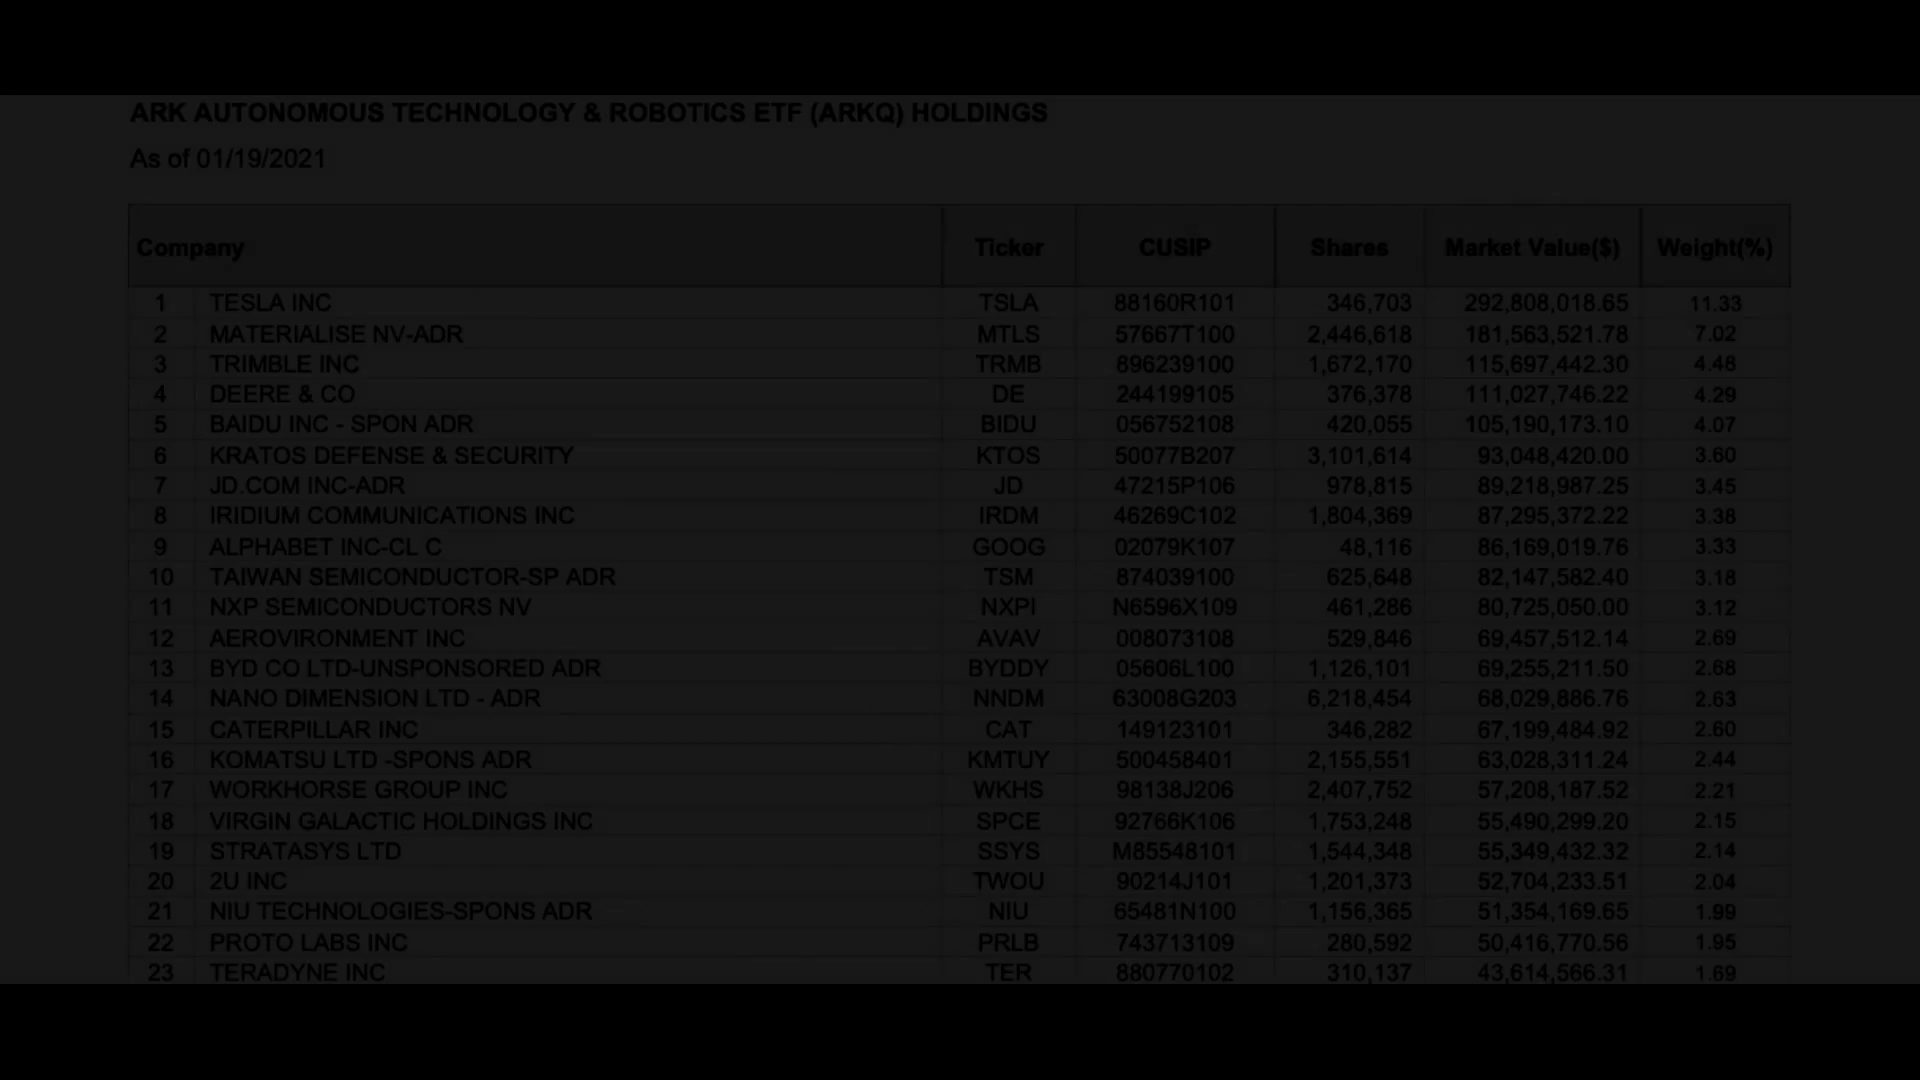 ARK AUTONOMOUS TECHNOLOGY & ROBOTICS ETF (ARKQ) HOLDINGS
As of 01/19/2021
Company Ticker CUSIP Shares Market Value($) Weight(%)
1 TESLA INC TSLA 88160R101 346,703 292,808,018.65 11.33
2 MATERIALISE NV-ADR MTLS 57667T100 2,446,618 181,563,521.78 7.02
3 TRIMBLE INC TRMB 896239100 1,672,170 115,697,442.30 4.48
4 DEERE & CO DE 244199105 376,378 111,027,746.22 4.29
5 BAIDU INC - SPON ADR BIDU 056752108 420,055 105,190,173.10 4.07
6 KRATOS DEFENSE & SECURITY KTOS 50077B207 3,101,614 93,048,420.00 3.60
7 JD.COM INC-ADR JD 47215P106 978,815 89,218,987.25 3.45
8 IRIDIUM COMMUNICATIONS INC IRDM 46269C102 1,804,369 87,295,372.22 3.38
9 ALPHABET INC-CL C GOOG 02079K107 48,116 86,169,019.76 3.33
10 TAIWAN SEMICONDUCTOR-SP ADR TSM 874039100 625,648 82,147,582.40 3.18
11 NXP SEMICONDUCTORS NV NXPI N6596X109 461,286 80,725,050.00 3.12
12 AEROVIRONMENT INC AVAV 008073108 529,846 69,457,512.14 2.69
13 BYD CO LTD-UNSPONSORED ADR BYDDY 05606L100 1,126,101 69,255,211.50 2.68
14 NANO DIMENSION LTD - ADR NNDM 63008G203 6,218,454 68,029,886.76 2.63
15 CATERPILLAR INC CAT 149123101 346,282 67,199,484.92 2.60
16 KOMATSU LTD -SPONS ADR KMTUY 500458401 2,155,551 63,028,311.24 2.44
17 WORKHORSE GROUP INC WKHS 98138J206 2,407,752 57,208,187.52 2.21
18 VIRGIN GALACTIC HOLDINGS INC SPCE 92766K106 1,753,248 55,490,299.20 2.15
19 STRATASYS LTD SSYS M85548101 1,544,348 55,349,432.32 2.14
20 2U INC TWOU 90214J101 1,201,373 52,704,233.51 2.04
21 NIU TECHNOLOGIES-SPONS ADR NIU 65481N100 1,156,365 51,354,169.65 1.99
22 PROTO LABS INC PRLB 743713109 280,592 50,416,770.56 1.95
23 TERADYNE INC TER 880770102 310,137 43,614,566.31 1.69